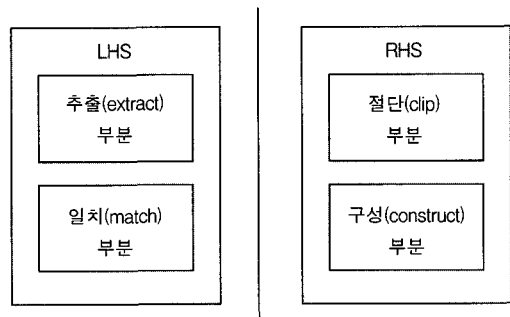 LHS
추출(extract)
부분
일치(match)
부분
RHS
절단(clip)
부분
구성(construct)
부분